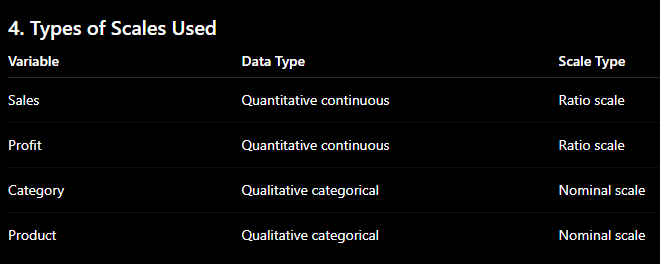 4. Types of Scales Used
Variable Data Type Scale Type
Sales Quantitative continuous Ratio scale
Profit Quantitative continuous Ratio scale
Category Qualitative categorical Nominal scale
Product Qualitative categorical Nominal scale